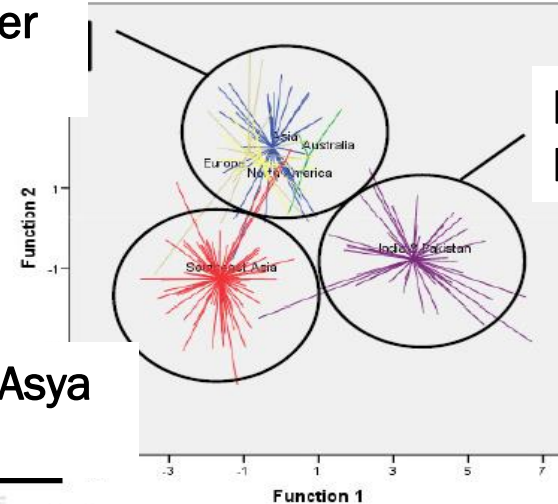 er
Asia
Australia
Europe
North America
1
Function 2
India & Pakistan
-1
Southeast Asia
Asya
-3 -1 1 3 5 7
Function 1